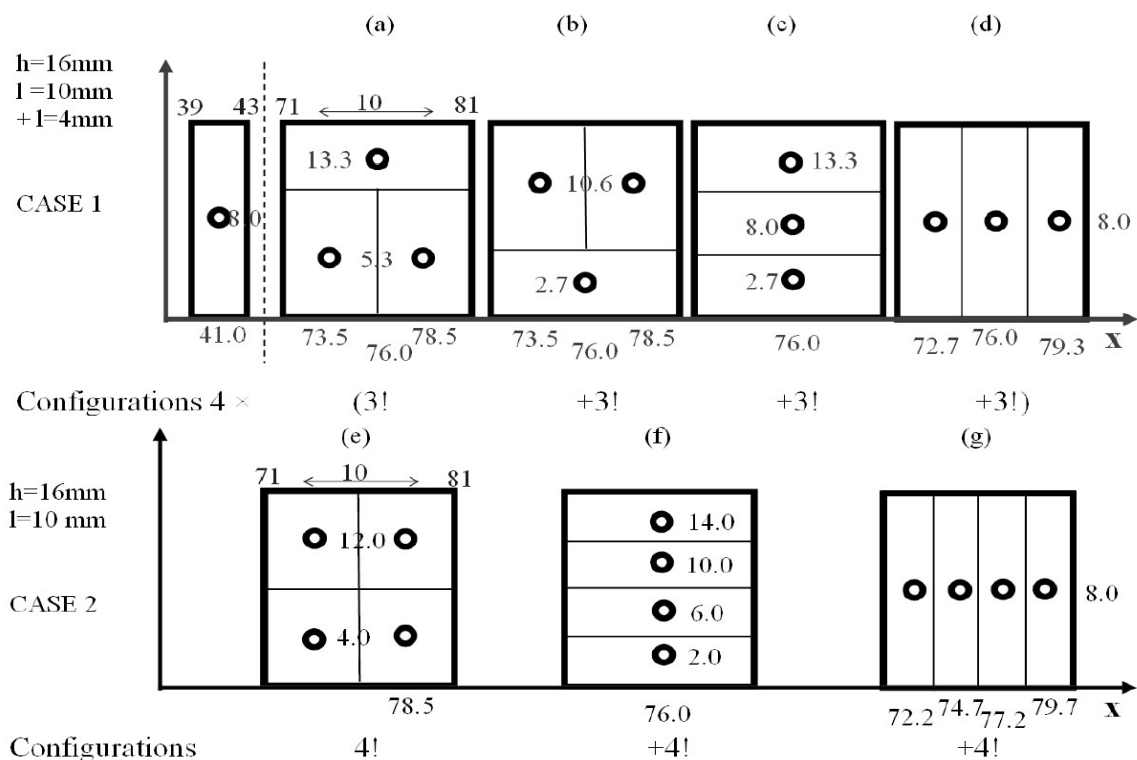 (a) (b) (c) (d)
h=16mm
l=10mm
+l=4mm
39 43 71 10 81
13.3 13.3
10.6
CASE 1
8.0 8.0 8.0
5.3
2.7 2.7
41.0 73.5 78.5 73.5 78.5 76.0 72.7 76.0 79.3 x
76.0 76.0
Configurations 4 × (3! +3! +3! +3!)
(e) (f) (g)
71 10 81
h=16mm
l=10 mm
12.0 14.0
10.0
CASE 2 8.0
4.0 6.0
2.0
78.5 76.0 72.2 74.7 77.2 79.7 x
Configurations 4! +4! +4!